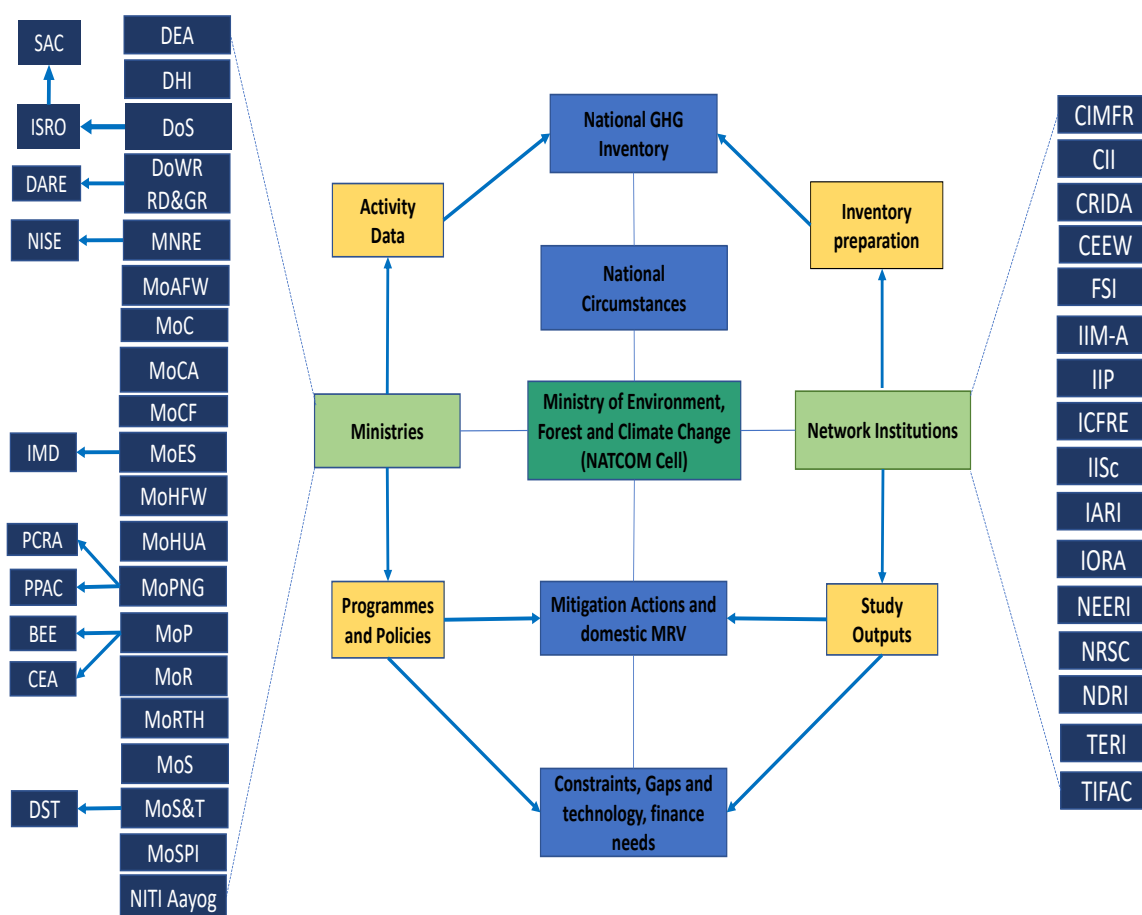 SAC
ISRO
DARE
NISE
IMD
PCRA
PPAC
BEE
CEA
DST
DEA
DHI
DoS
DoWR
RD&GR
MNRE
MoAFW
MoC
MoCA
MoCF
MoES
MoHFW
MoHUA
MoPNG
MoP
MoR
MoRTH
MoS
MoS&T
MoSPI
NITI Aayog
Activity
Data
Ministries
Programmes
and Policies
National GHG
Inventory
National
Circumstances
Ministry of Environment,
Forest and Climate Change
(NATCOM Cell)
Mitigation Actions and
domestic MRV
Constraints, Gaps and
technology, finance
needs
Inventory
preparation
Network Institutions
Study
Outputs
CIMFR
CII
CRIDA
CEEW
FSI
IIM-A
IIP
ICFRE
IISc
IARI
IORA
NEERI
NRSC
NDRI
TERI
TIFAC